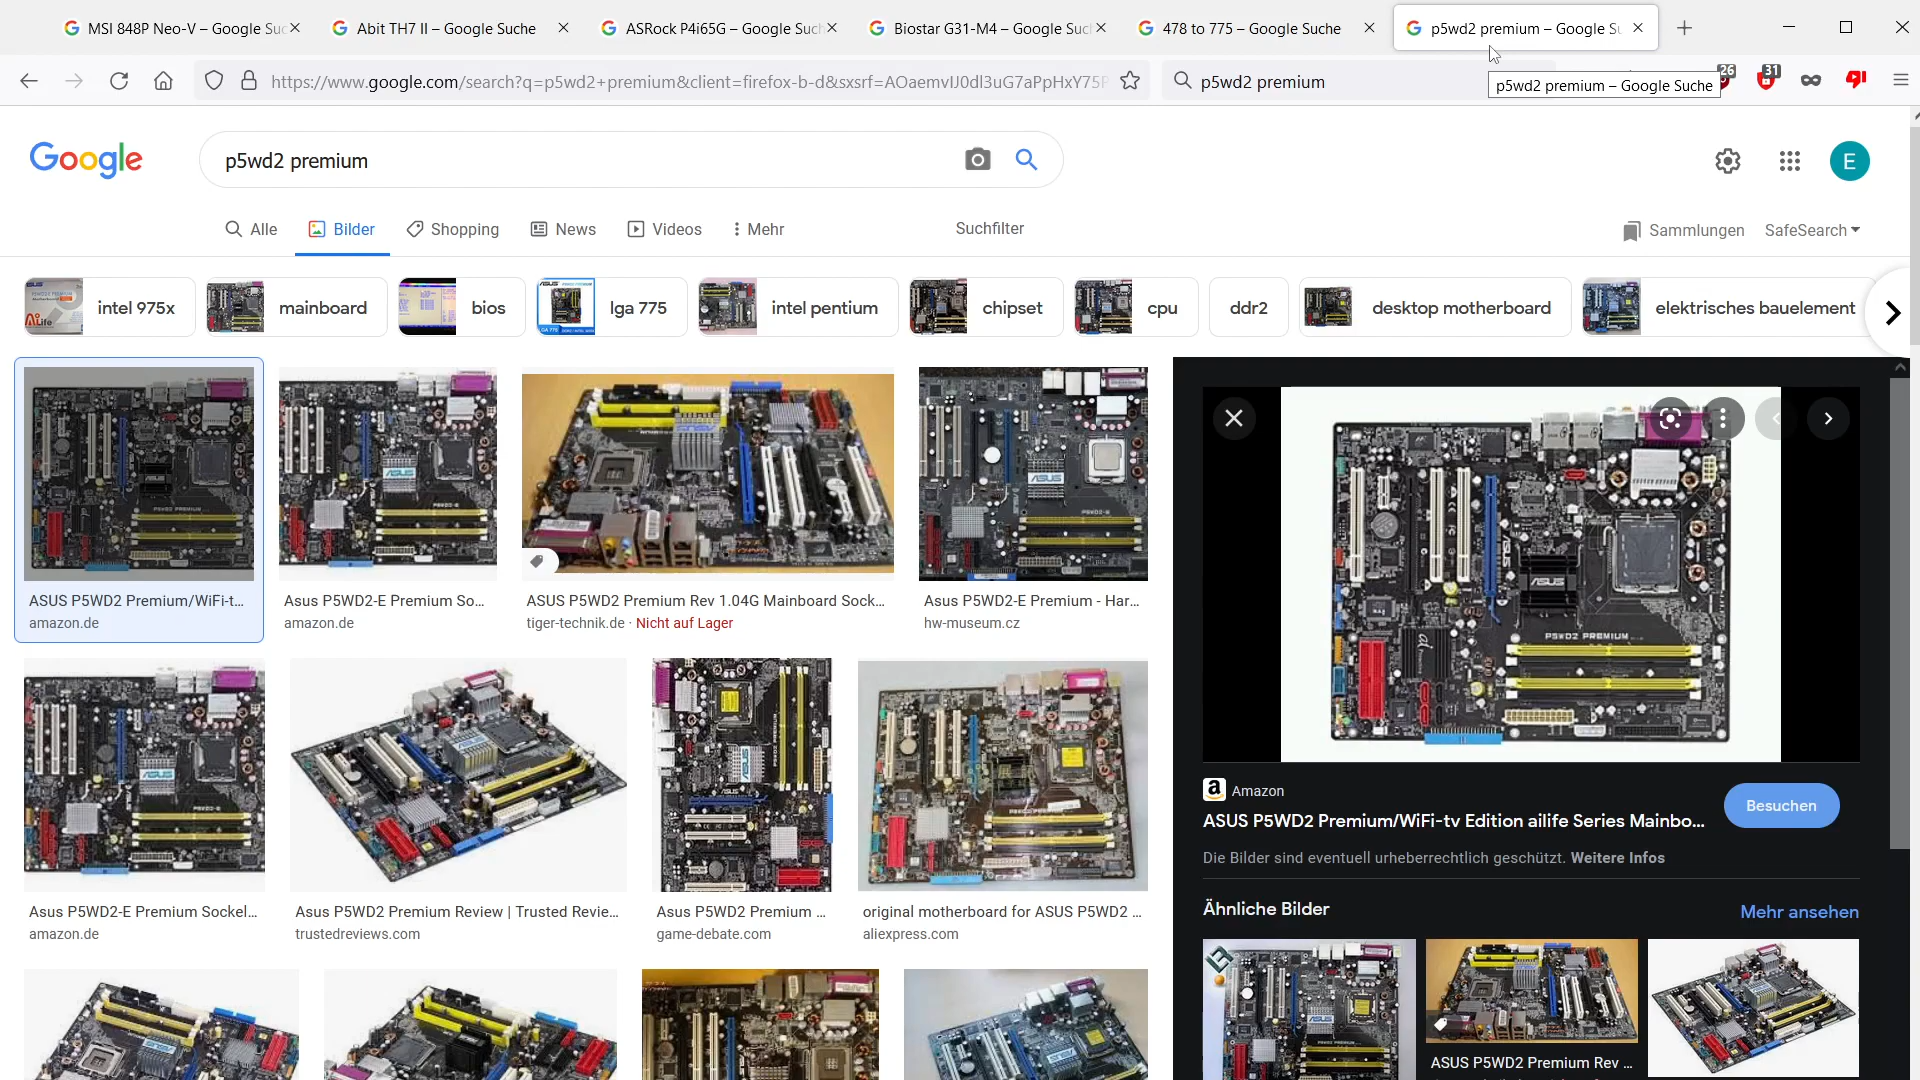 MSI 848P Neo-V – Google Suc
Abit TH7 II – Google Suche
ASRock P4i65G – Google Such
Biostar G31-M4 – Google Such
478 to 775 – Google Suche
p5wd2 premium – Google Su
https://www.google.com/search?q=p5wd2+premium&client=firefox-b-d&sxsrf=AOaemvIJ0dl3uG7aPpHxY75P
p5wd2 premium
26
31
p5wd2 premium – Google Suche
Google
p5wd2 premium
E
Alle
Bilder
Shopping
News
Videos
Mehr
Suchfilter
Sammlungen
SafeSearch
intel 975x
mainboard
bios
lga 775
intel pentium
chipset
cpu
ddr2
desktop motherboard
elektrisches bauelement
ASUS P5WD2 Premium/WiFi-t...
amazon.de
Asus P5WD2-E Premium So...
amazon.de
ASUS P5WD2 Premium Rev 1.04G Mainboard Sock...
tiger-technik.de · Nicht auf Lager
Asus P5WD2-E Premium - Har...
hw-museum.cz
ASUS
P5WD2 PREMIUM
Amazon
ASUS P5WD2 Premium/WiFi-tv Edition ailife Series Mainbo...
Besuchen
Die Bilder sind eventuell urheberrechtlich geschützt. Weitere Infos
Ähnliche Bilder
Mehr ansehen
Asus P5WD2-E Premium Sockel...
amazon.de
Asus P5WD2 Premium Review | Trusted Revie...
trustedreviews.com
Asus P5WD2 Premium ...
game-debate.com
original motherboard for ASUS P5WD2 ...
aliexpress.com
ASUS P5WD2 Premium Rev ...